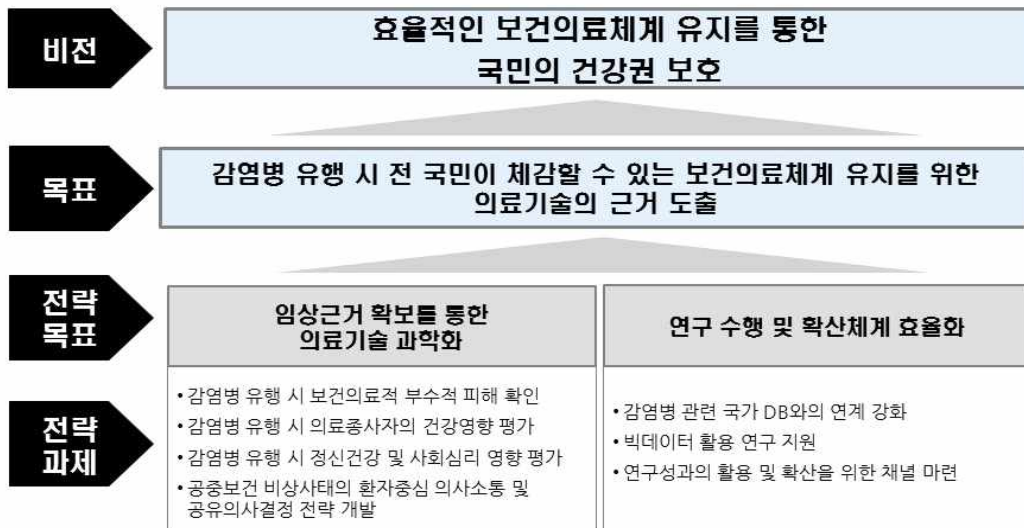 비전
효율적인 보건의료체계 유지를 통한
국민의 건강권 보호
목표
감염병 유행 시 전 국민이 체감할 수 있는 보건의료체계 유지를 위한
의료기술의 근거 도출
전략
목표
임상근거 확보를 통한
의료기술 과학화
연구 수행 및 확산체계 효율화
전략
과제
• 감염병 유행 시 보건의료적 부수적 피해 확인
• 감염병 유행 시 의료종사자의 건강영향 평가
• 감염병 유행 시 정신건강 및 사회심리 영향 평가
• 공중보건 비상사태의 환자중심 의사소통 및
공유의사결정 전략 개발
• 감염병 관련 국가 DB와의 연계 강화
• 빅데이터 활용 연구 지원
• 연구성과의 활용 및 확산을 위한 채널 마련